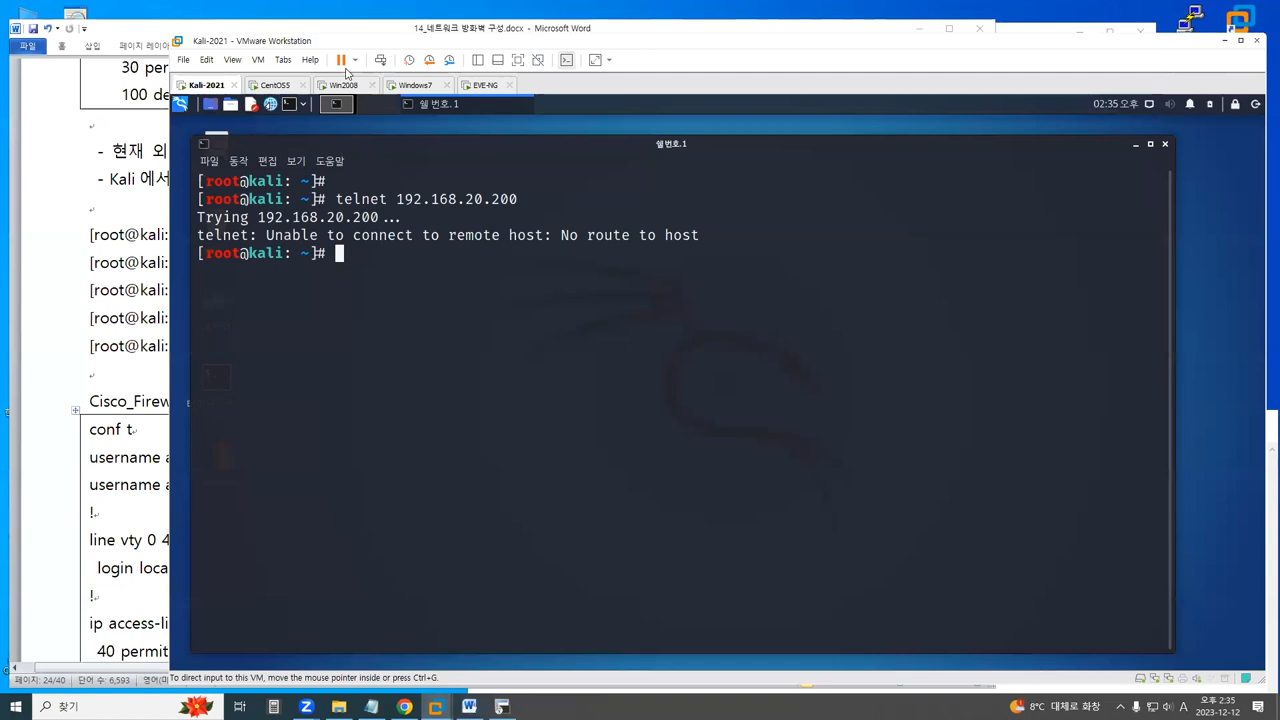 14_네트워크 방화벽 구성.docx - Microsoft Word
파일 홈 삽입 페이지 레이아
Kali-2021 - VMware Workstation
File Edit View VM Tabs Help
Kali-2021 CentOS5 Win2008 Windows7 EVE-NG
쉘 번호.1
02:35 오후
쉘 번호.1
파일 동작 편집 보기 도움말
[root@kali: ~]#
[root@kali: ~]# telnet 192.168.20.200
Trying 192.168.20.200...
telnet: Unable to connect to remote host: No route to host
[root@kali: ~]#
30 per
100 de
- 현재 외
- Kali 에서
[root@kali:
[root@kali:
[root@kali:
[root@kali:
[root@kali:
Cisco_Firew
conf t
username a
username a
!
line vty 0 4
login loca
!
ip access-li
40 permit
To direct input to this VM, move the mouse pointer inside or press Ctrl+G.
페이지: 24/40 단어 수: 6,593 영어(미
찾기
8°C 대체로 화창
A
오후 2:35
2023-12-12